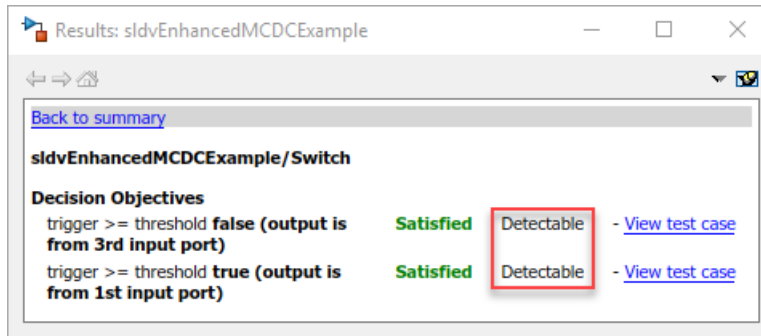 Results: sldvEnhancedMCDCExample
Back to summary
sldvEnhancedMCDCExample/Switch
Decision Objectives
trigger >= threshold false (output is from 3rd input port) Satisfied Detectable - View test case
trigger >= threshold true (output is from 1st input port) Satisfied Detectable - View test case